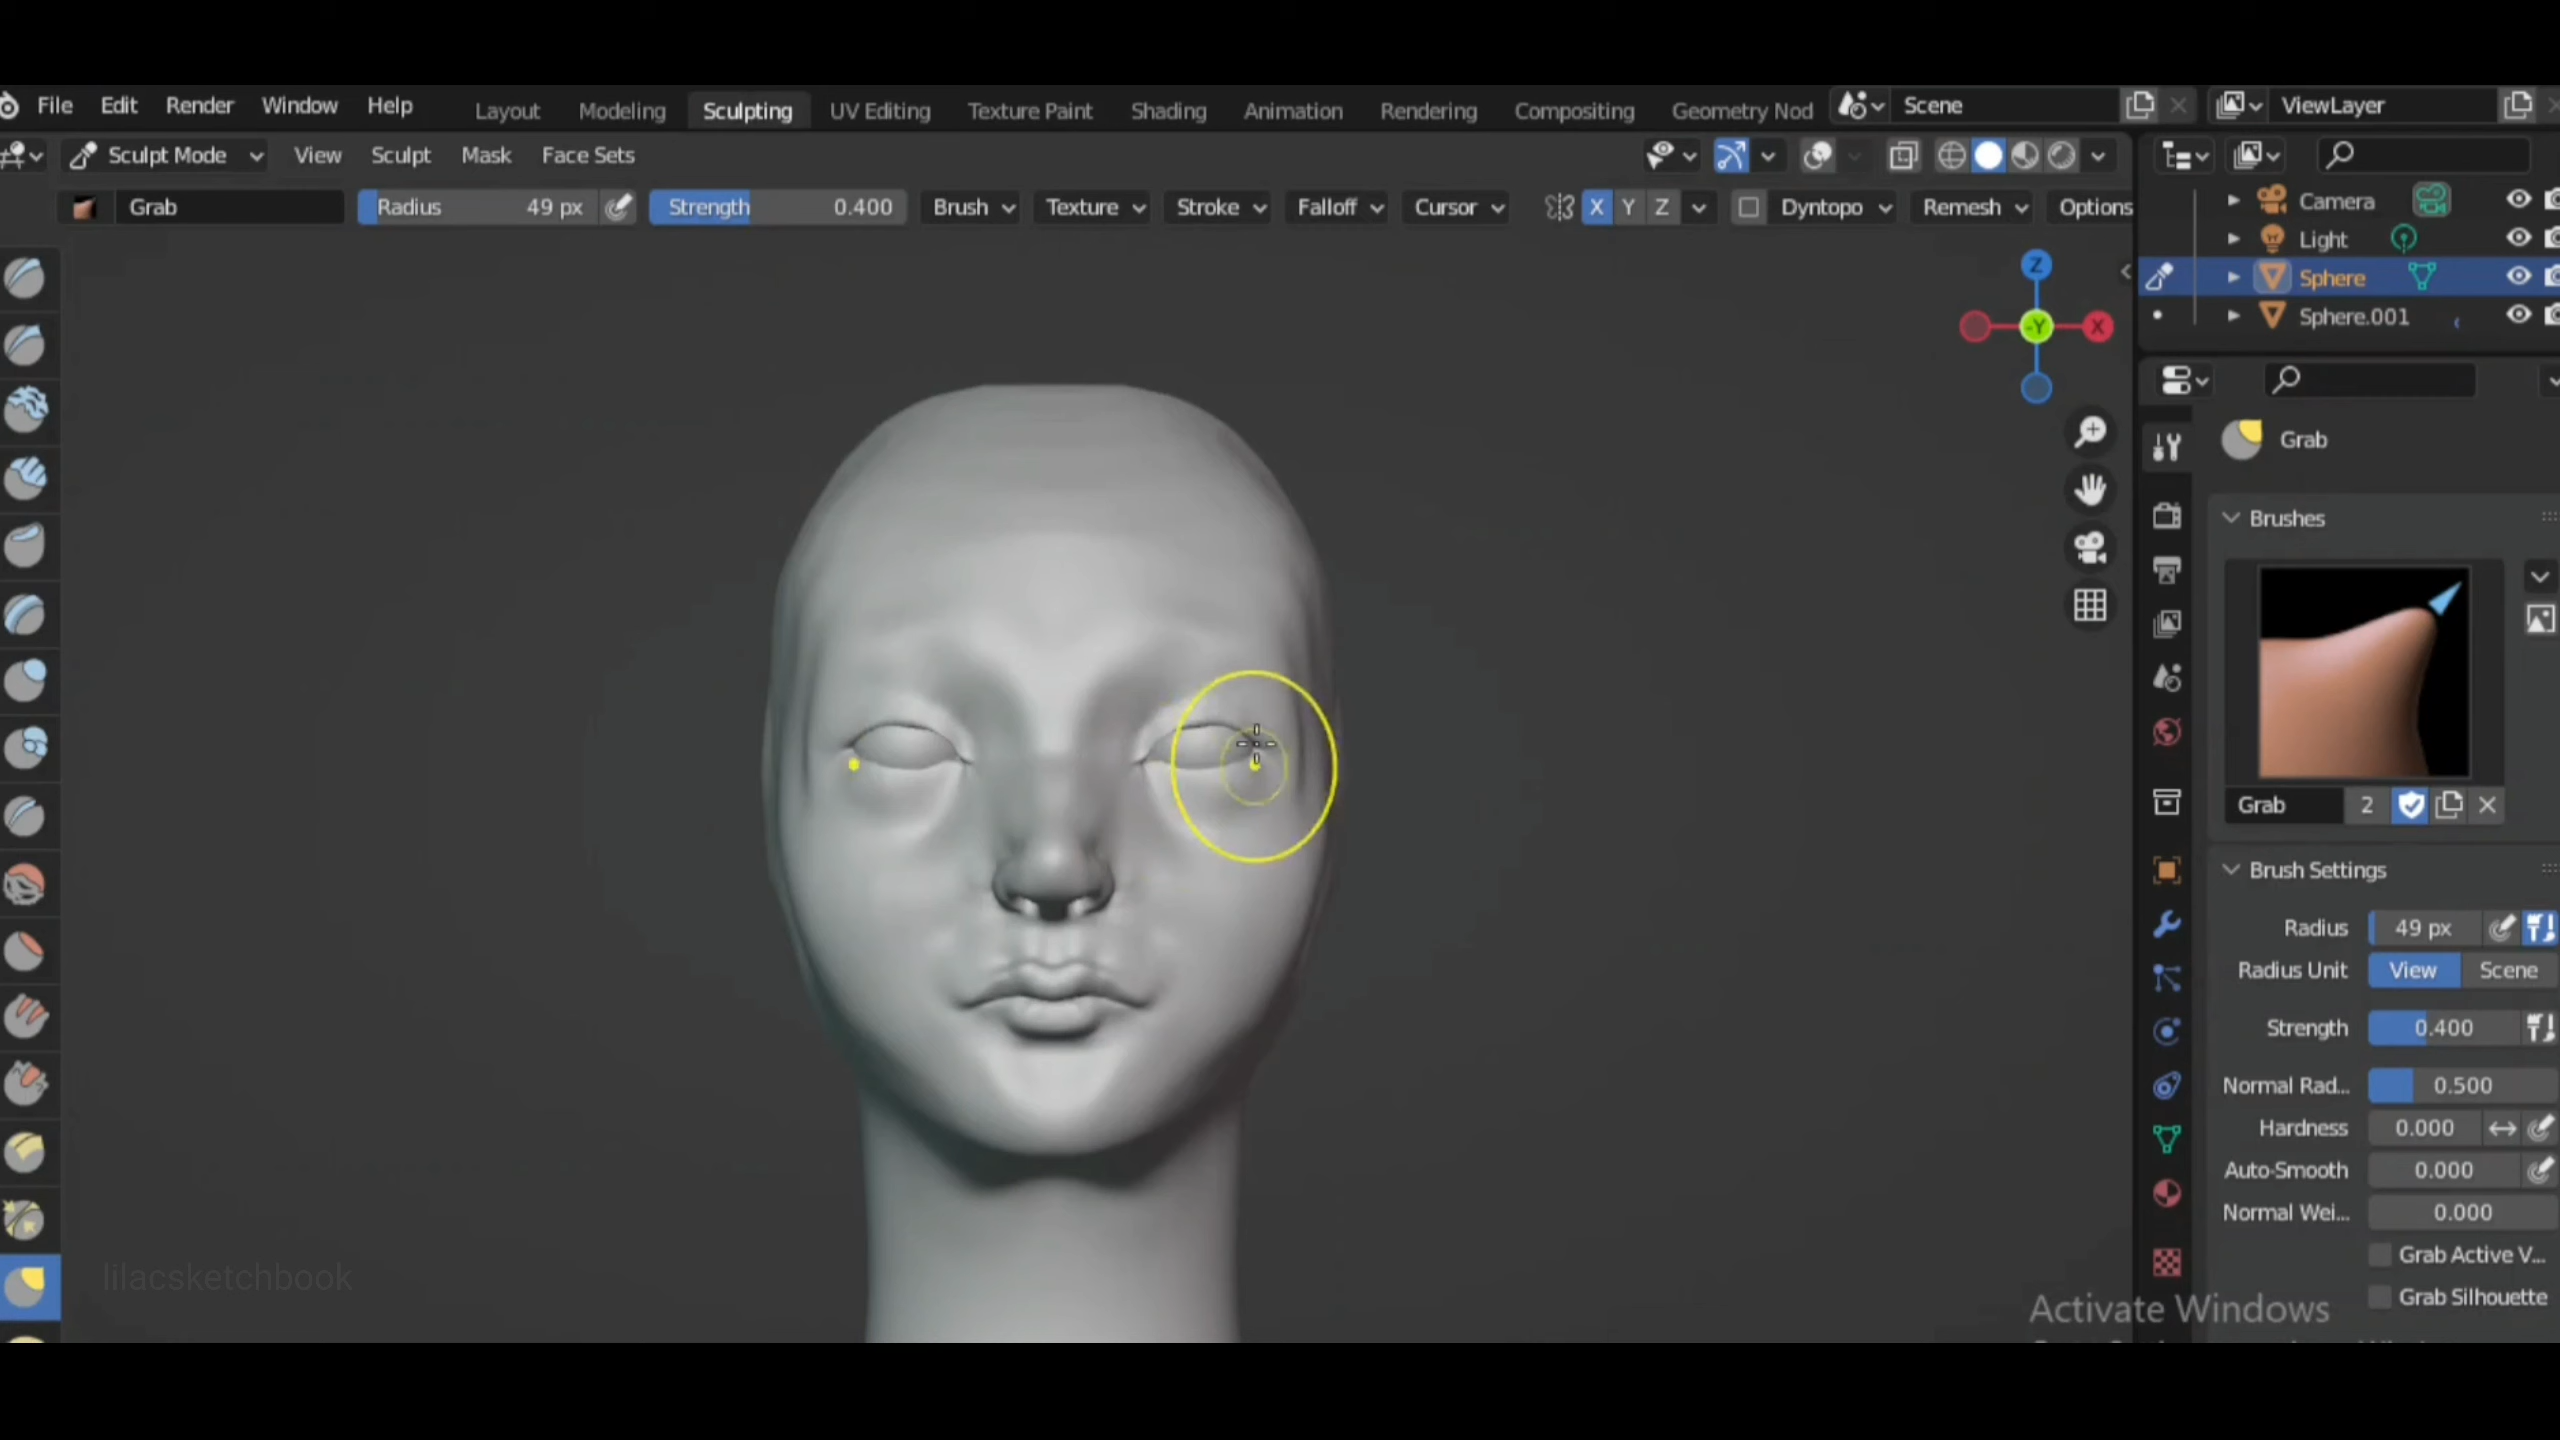 File Edit Render Window Help Layout Modeling Sculpting UV Editing Texture Paint Shading Animation Rendering Compositing Geometry Nod Scene ViewLayer
Sculpt Mode View Sculpt Mask Face Sets
Grab Radius 49 px Strength 0.400 Brush Texture Stroke Falloff Cursor X Y Z Dyntopo Remesh Options
Camera
Light
Sphere
Sphere.001
Z
-Y X
Grab
Brushes
Grab 2
Brush Settings
Radius 49 px
Radius Unit View Scene
Strength 0.400
Normal Rad... 0.500
Hardness 0.000
Auto-Smooth 0.000
Normal Wei... 0.000
Grab Active V...
Grab Silhouette
lilacsketchbook
Activate Windows